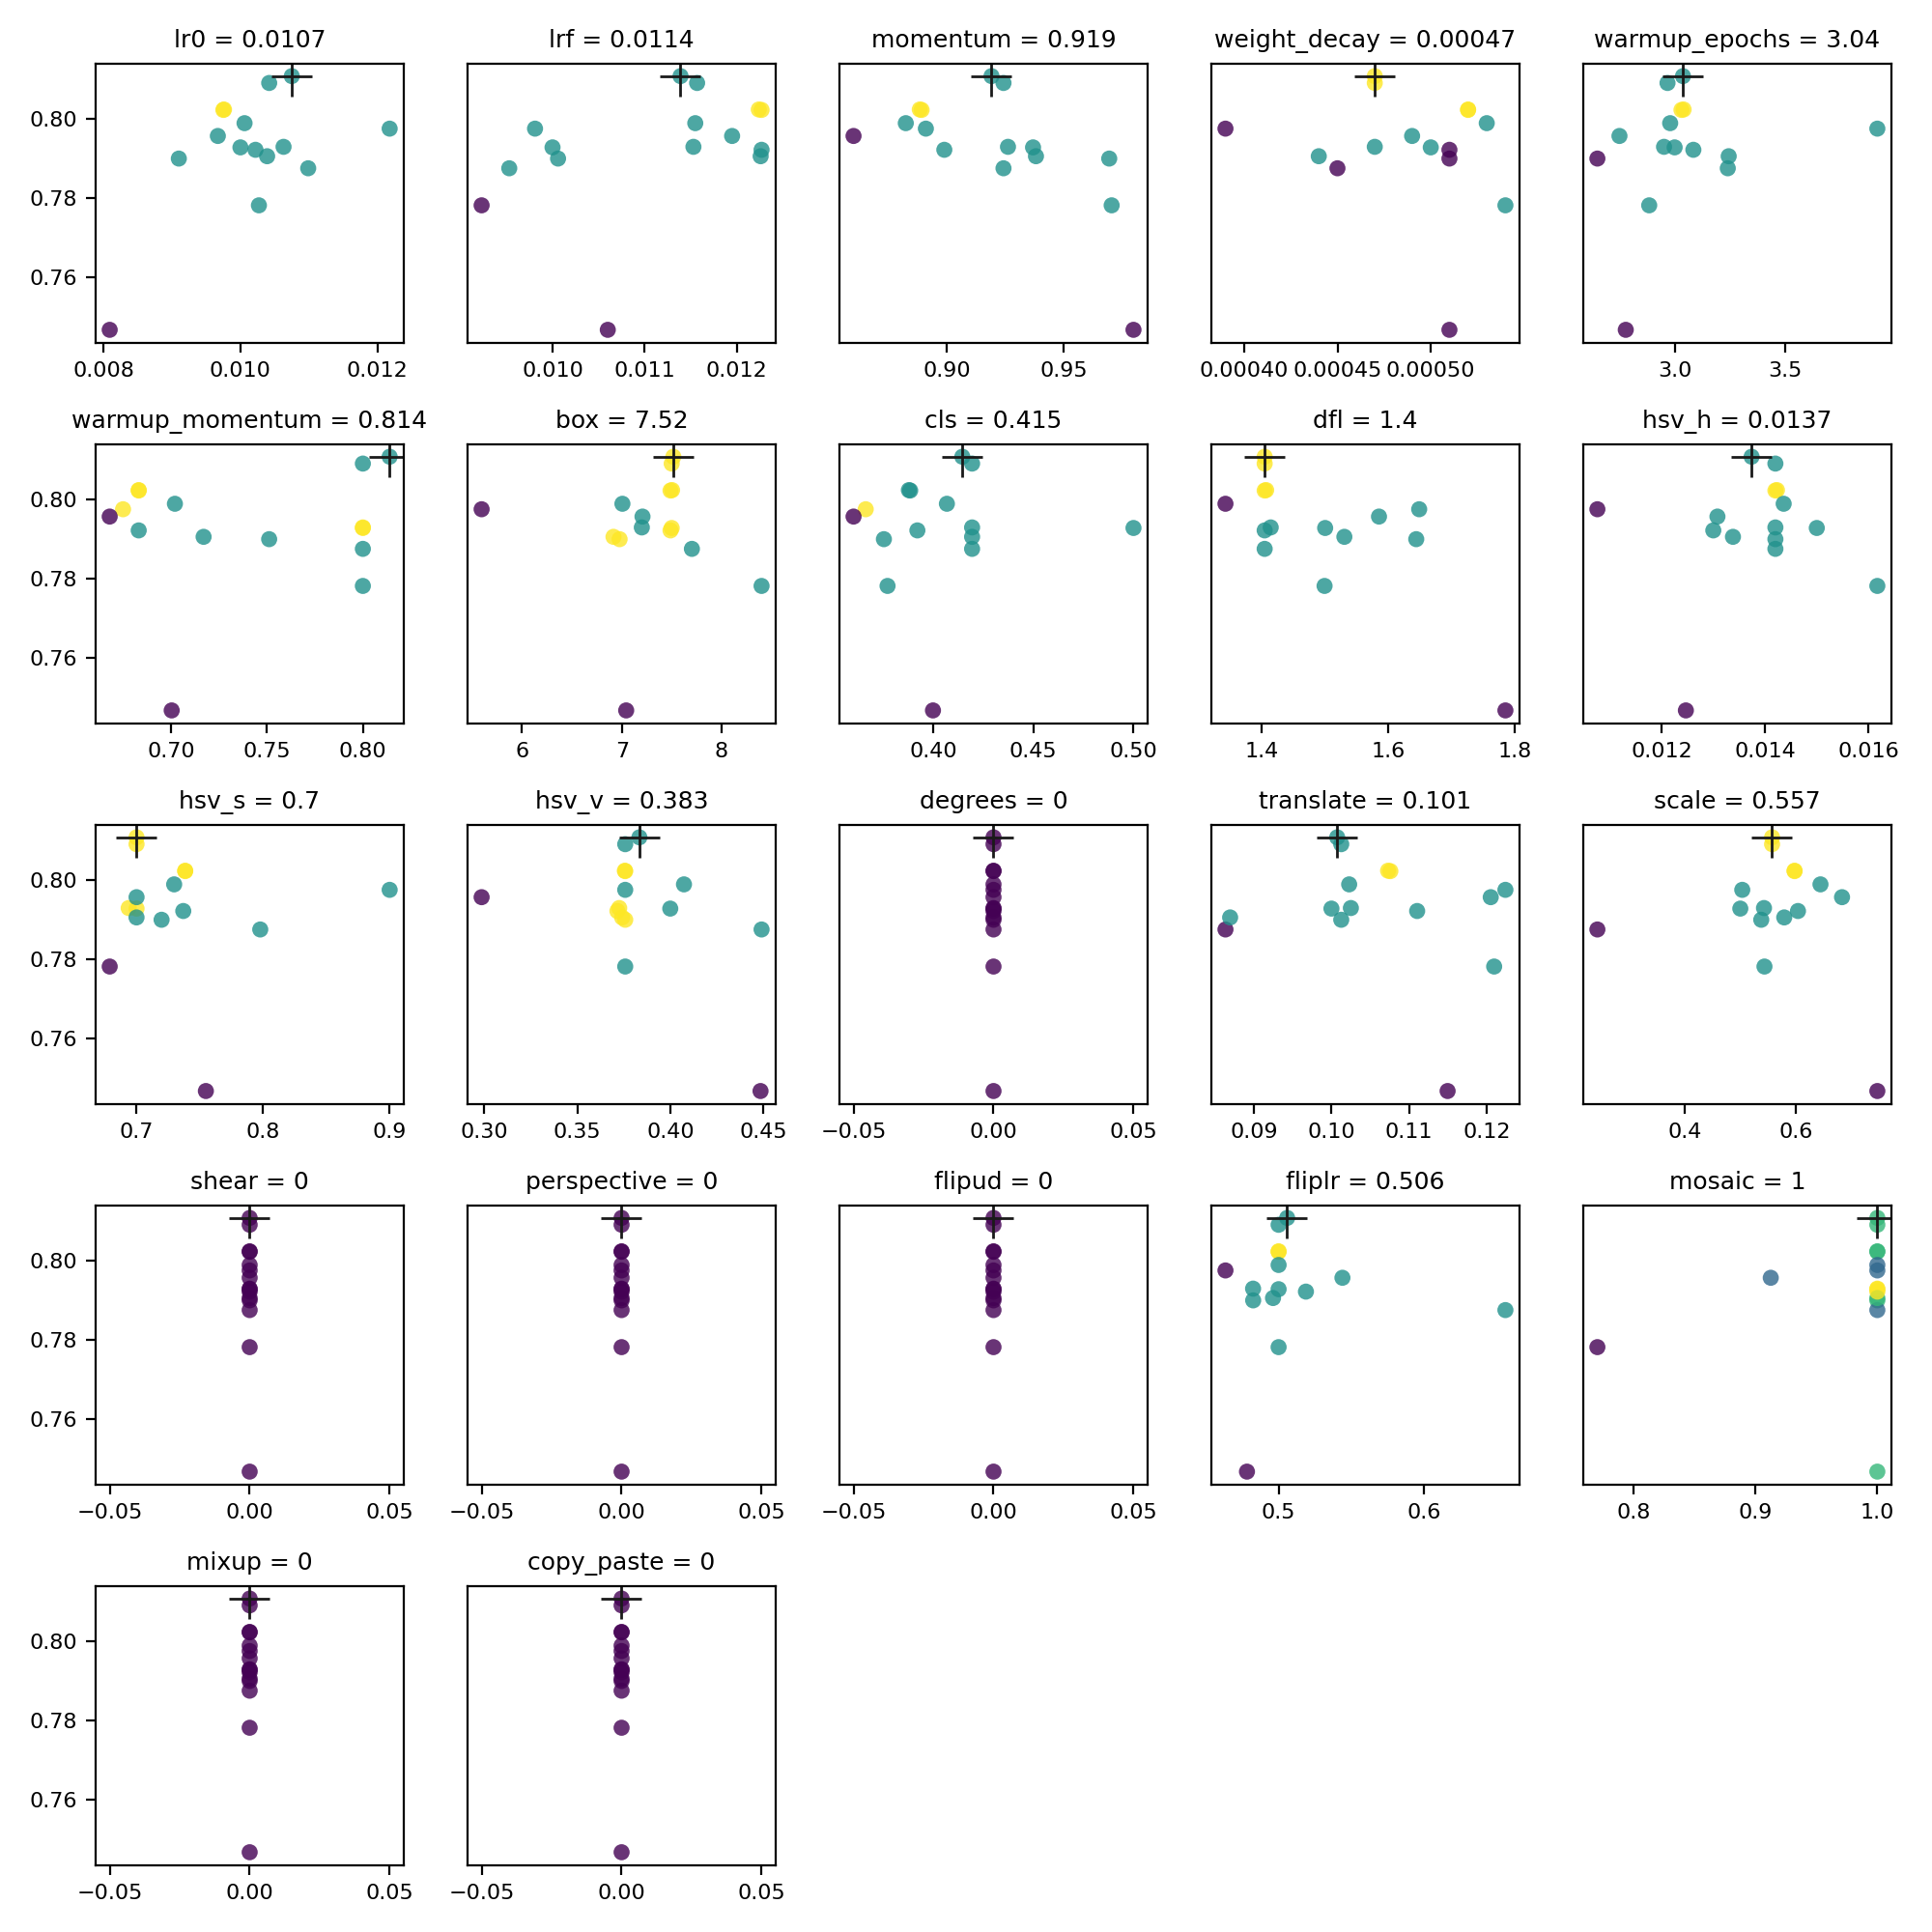 lr0 = 0.0107 lrf = 0.0114 momentum = 0.919 weight_decay = 0.00047 warmup_epochs = 3.04
0.80
0.78
0.76
0.008 0.010 0.012 0.010 0.011 0.012 0.90 0.95 0.00040 0.00045 0.00050 3.0 3.5
warmup_momentum = 0.814 box = 7.52 cls = 0.415 dfl = 1.4 hsv_h = 0.0137
0.80
0.78
0.76
0.70 0.75 0.80 6 7 8 0.40 0.45 0.50 1.4 1.6 1.8 0.012 0.014 0.016
hsv_s = 0.7 hsv_v = 0.383 degrees = 0 translate = 0.101 scale = 0.557
0.80
0.78
0.76
0.7 0.8 0.9 0.30 0.35 0.40 0.45 −0.05 0.00 0.05 0.09 0.10 0.11 0.12 0.4 0.6
shear = 0 perspective = 0 flipud = 0 fliplr = 0.506 mosaic = 1
0.80
0.78
0.76
−0.05 0.00 0.05 −0.05 0.00 0.05 −0.05 0.00 0.05 0.5 0.6 0.8 0.9 1.0
mixup = 0 copy_paste = 0
0.80
0.78
0.76
−0.05 0.00 0.05 −0.05 0.00 0.05